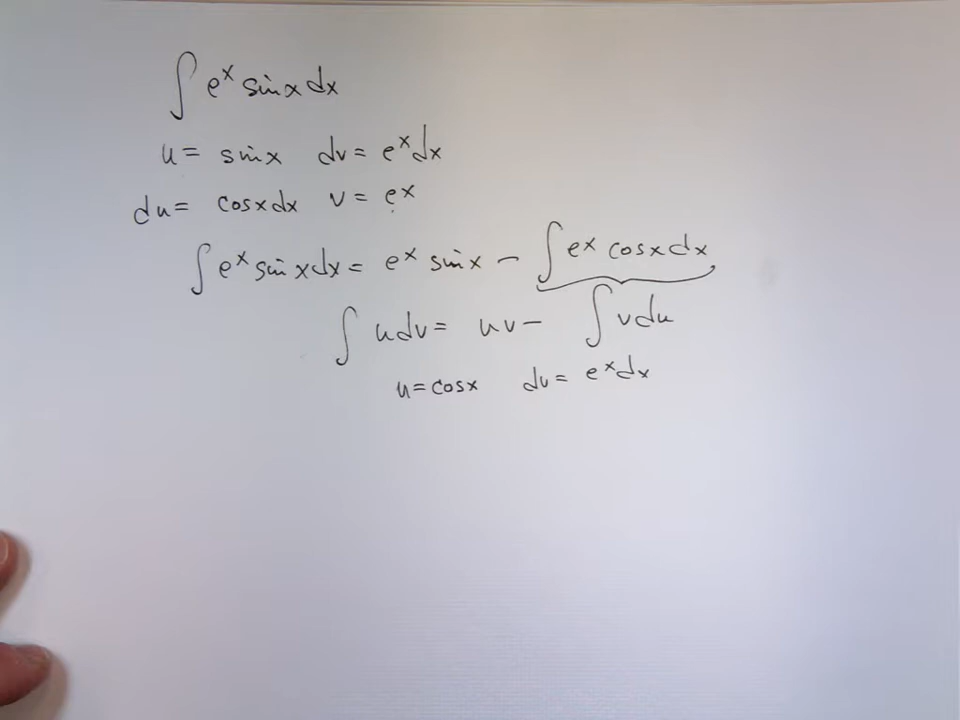 ∫ e^x sin x dx
u = sin x dv = e^x dx
du = cos x dx v = e^x
∫ e^x sin x dx = e^x sin x − ∫ e^x cos x dx
∫ u dv = uv − ∫ v du
u = cos x dv = e^x dx